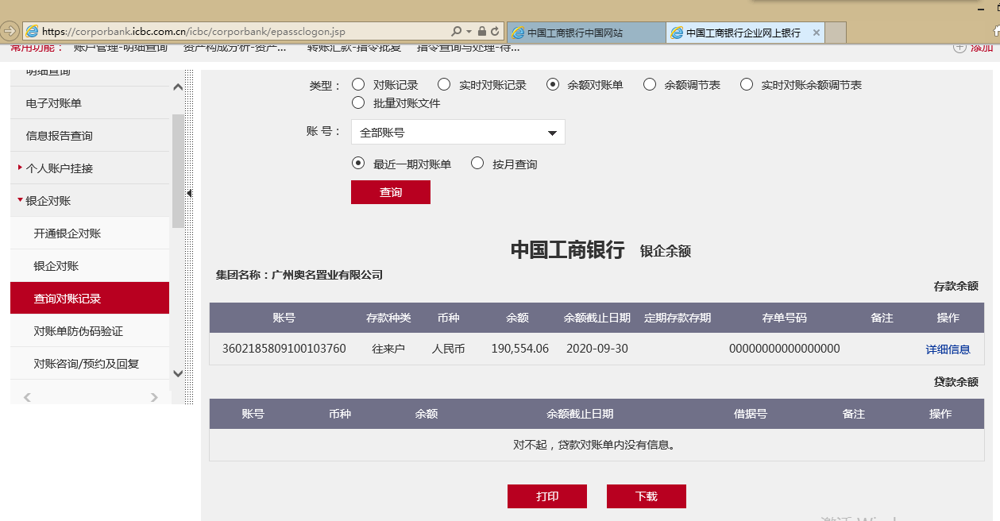 https://corporbank.icbc.com.cn/icbc/corporbank/epassclogon.jsp
中国工商银行中国网站
中国工商银行企业网上银行
常用功能： 账户管理-明细查询 资产构成分析-资产... 转账汇款-指令批复 指令查询与处理-待... 添加
明细查询
电子对账单
信息报告查询
个人账户挂接
银企对账
开通银企对账
银企对账
查询对账记录
对账单防伪码验证
对账咨询/预约及回复
类型： 对账记录 实时对账记录 余额对账单 余额调节表 实时对账余额调节表
批量对账文件
账 号： 全部账号
最近一期对账单 按月查询
查询
中国工商银行 银企余额
集团名称：广州奥名置业有限公司
存款余额
账号 存款种类 币种 余额 余额截止日期 定期存款存期 存单号码 备注 操作
3602185809100103760 往来户 人民币 190,554.06 2020-09-30 00000000000000000 详细信息
贷款余额
账号 币种 余额 余额截止日期 借据号 备注 操作
对不起，贷款对账单内没有信息。
打印 下载